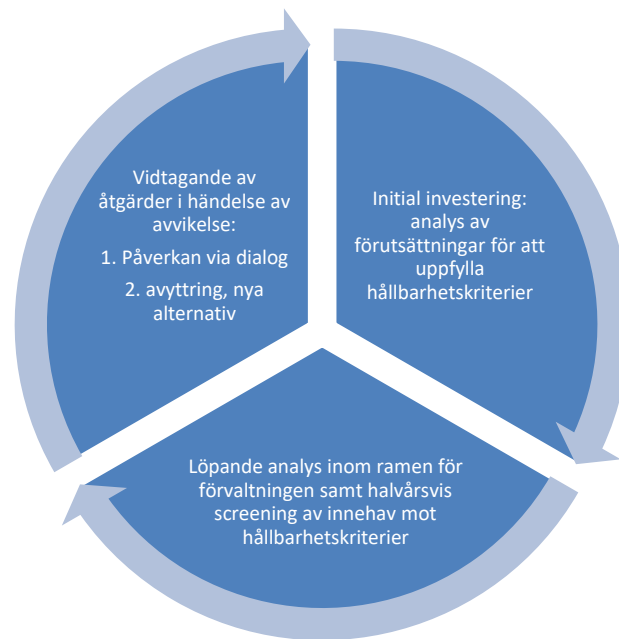 Vidtagande av
åtgärder i händelse av
avvikelse:
1. Påverkan via dialog
2. avyttring, nya
alternativ
Initial investering:
analys av
förutsättningar för att
uppfylla
hållbarhetskriterier
Löpande analys inom ramen för
förvaltningen samt halvårsvis
screening av innehav mot
hållbarhetskriterier